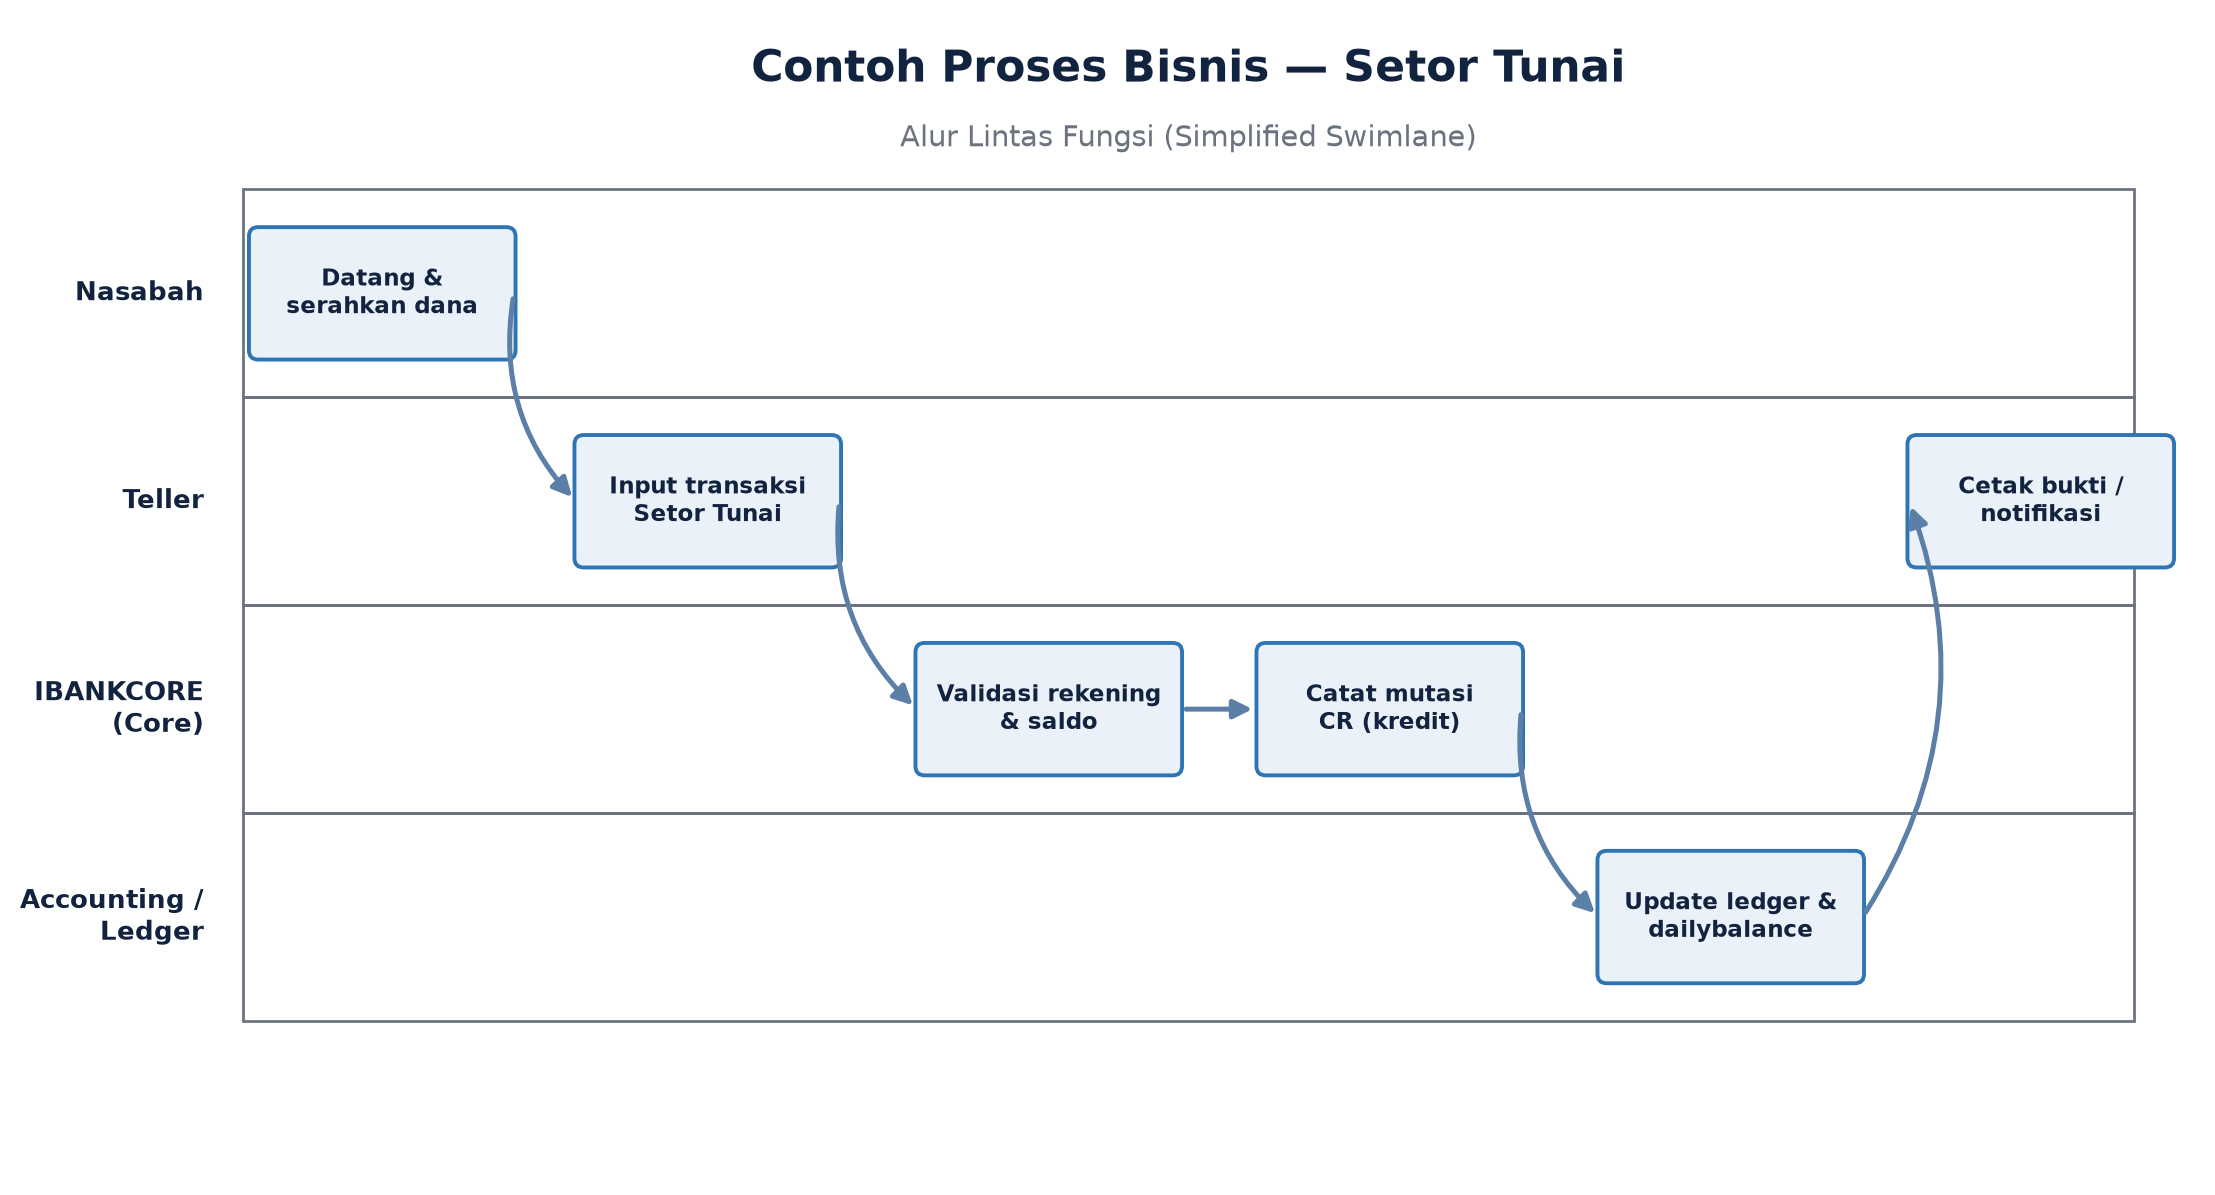 Contoh Proses Bisnis — Setor Tunai
Alur Lintas Fungsi (Simplified Swimlane)
Nasabah
Datang &
serahkan dana
Teller
Input transaksi
Setor Tunai
Cetak bukti /
notifikasi
IBANKCORE
(Core)
Validasi rekening
& saldo
Catat mutasi
CR (kredit)
Accounting /
Ledger
Update ledger &
dailybalance